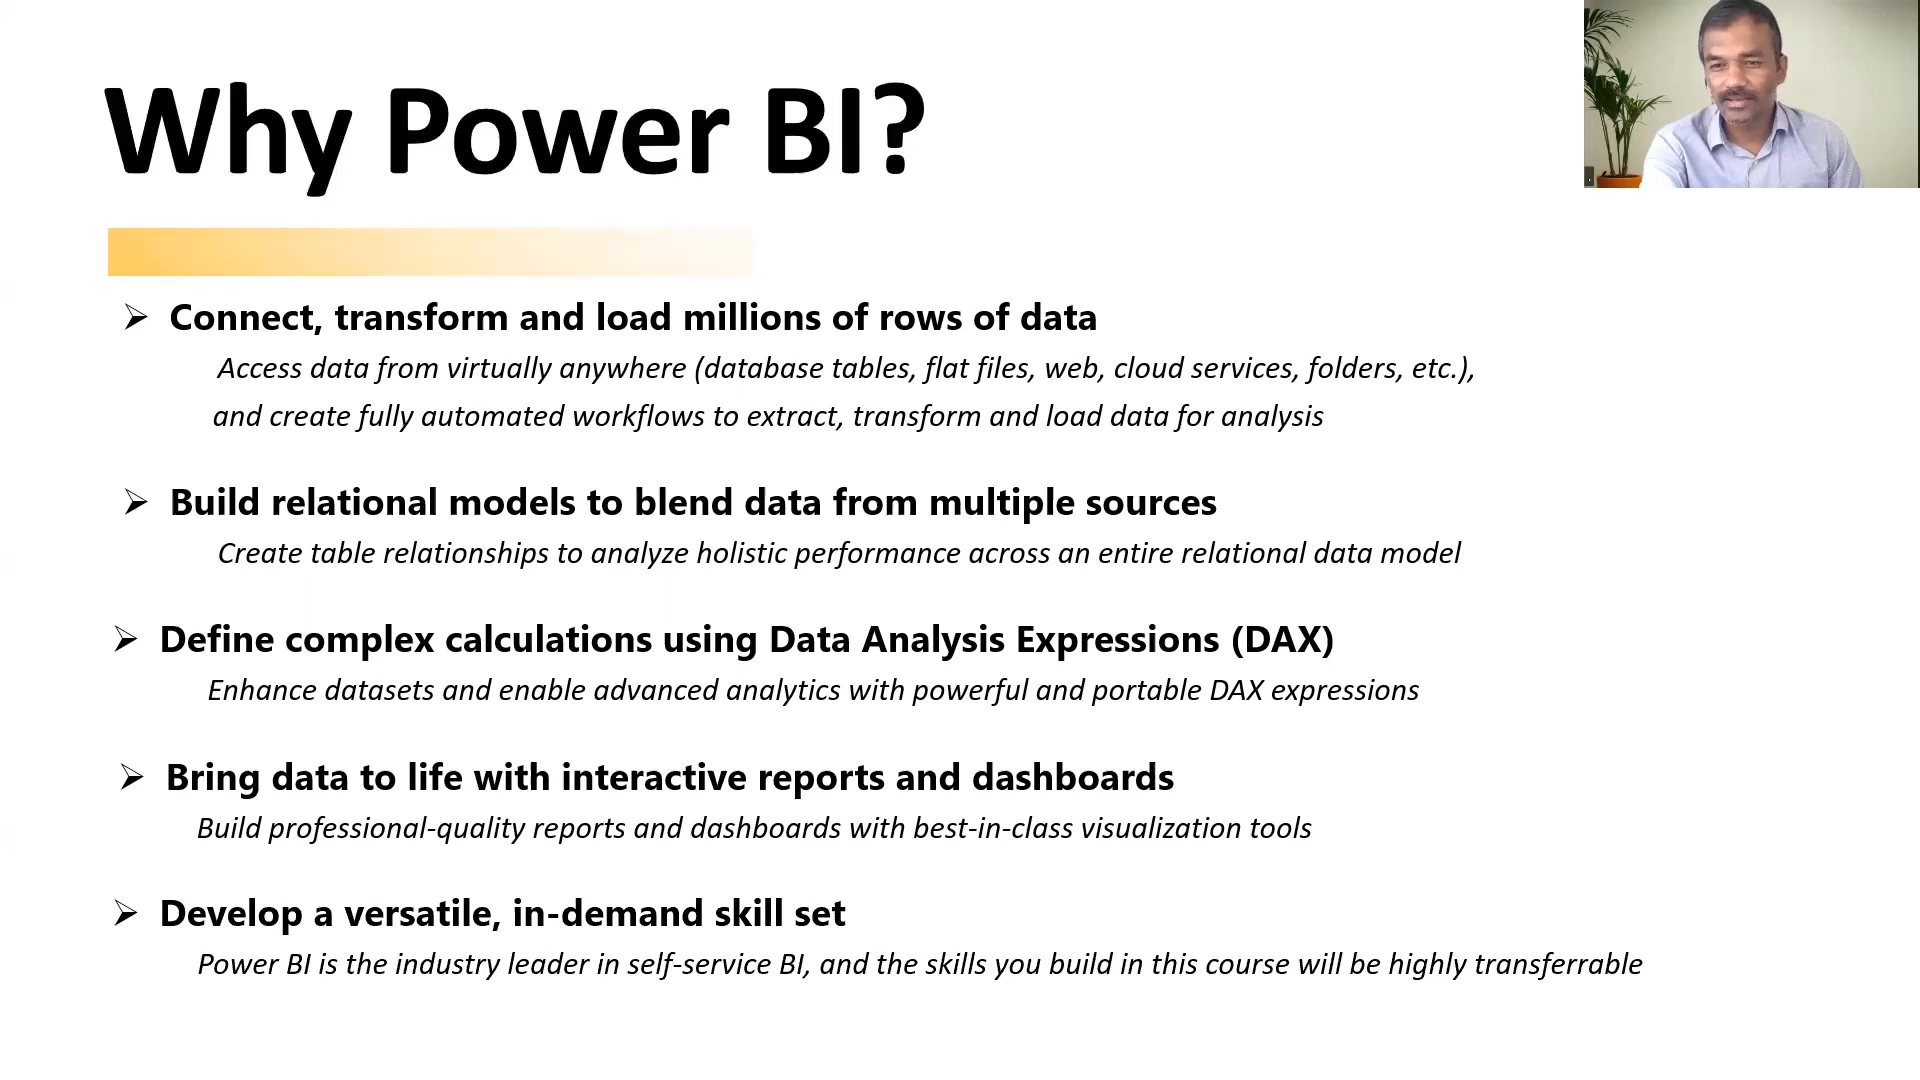 Why Power BI?
➢ Connect, transform and load millions of rows of data
Access data from virtually anywhere (database tables, flat files, web, cloud services, folders, etc.),
and create fully automated workflows to extract, transform and load data for analysis
➢ Build relational models to blend data from multiple sources
Create table relationships to analyze holistic performance across an entire relational data model
➢ Define complex calculations using Data Analysis Expressions (DAX)
Enhance datasets and enable advanced analytics with powerful and portable DAX expressions
➢ Bring data to life with interactive reports and dashboards
Build professional-quality reports and dashboards with best-in-class visualization tools
➢ Develop a versatile, in-demand skill set
Power BI is the industry leader in self-service BI, and the skills you build in this course will be highly transferrable